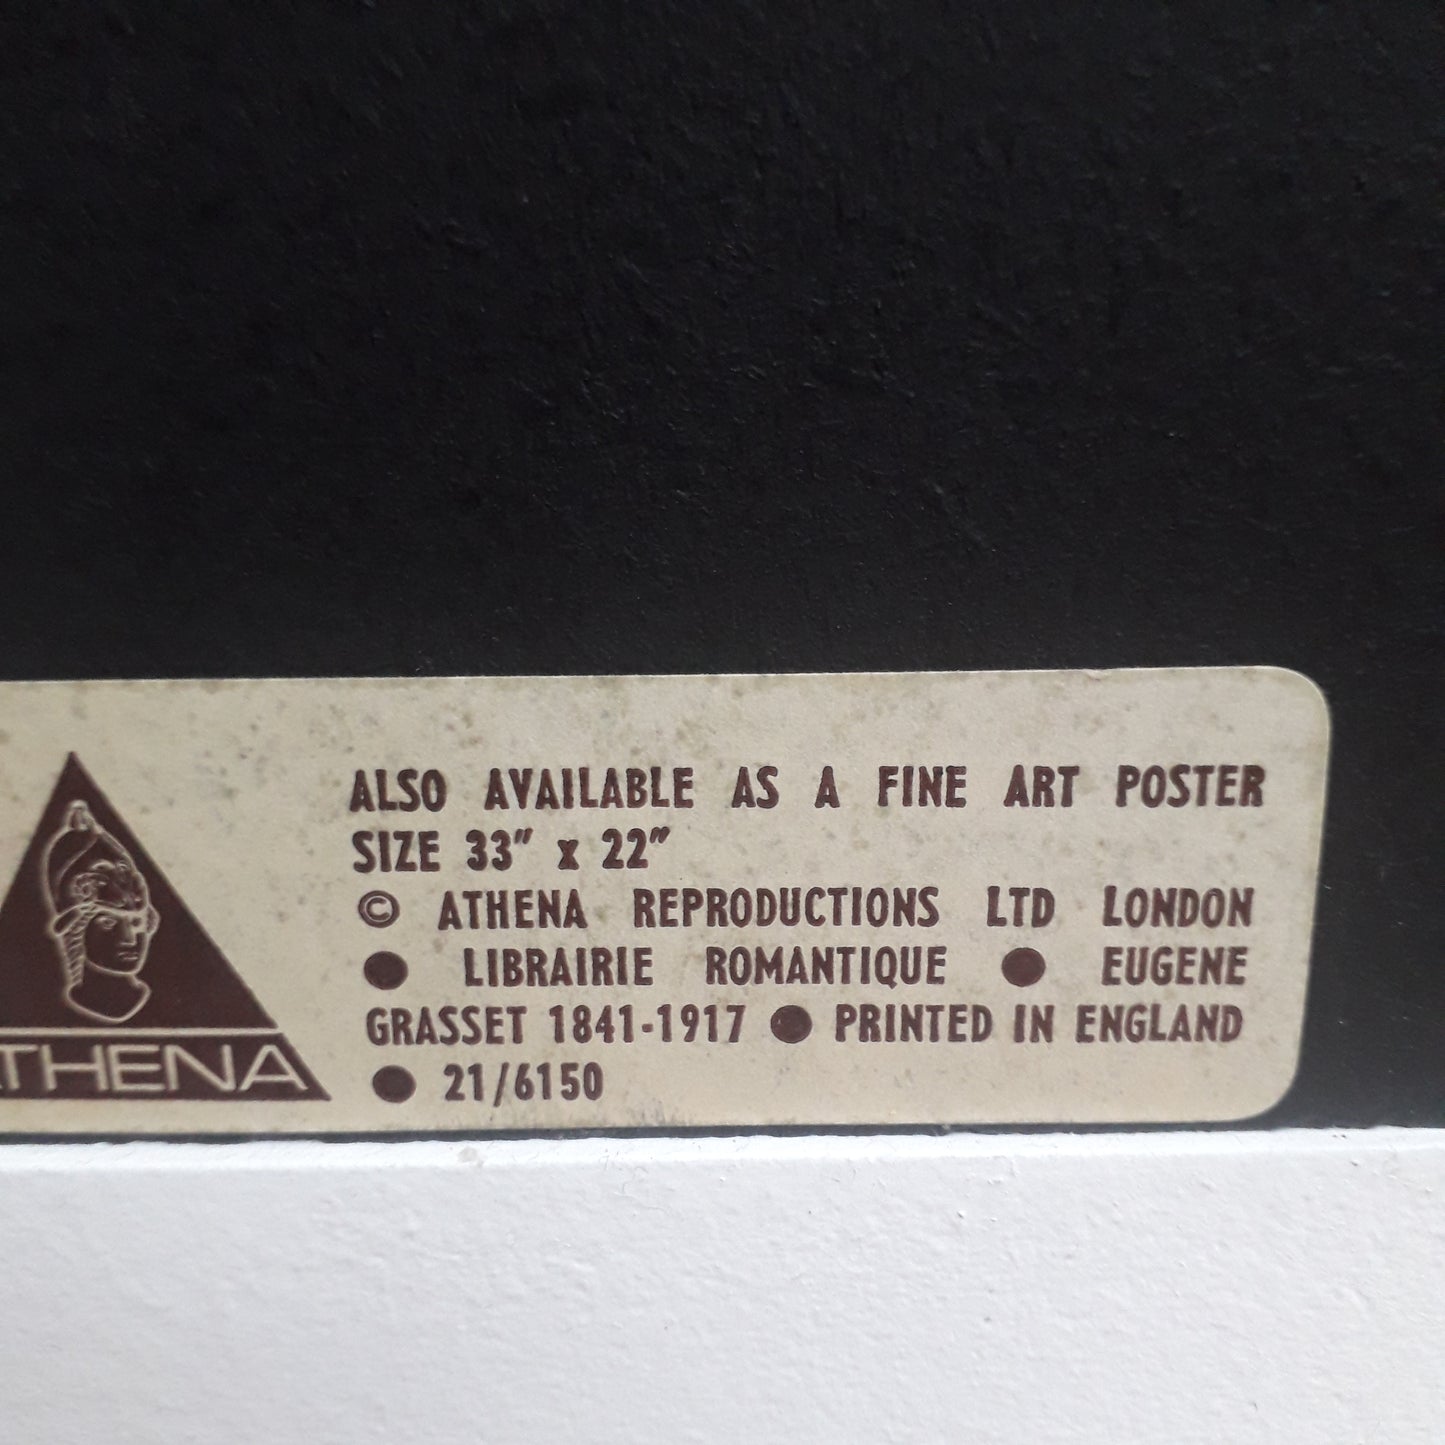 ALSO AVAILABLE AS A FINE ART POSTER
SIZE 33" x 22"
© ATHENA REPRODUCTIONS LTD LONDON
● LIBRAIRIE ROMANTIQUE ● EUGENE
GRASSET 1841-1917 ● PRINTED IN ENGLAND
● 21/6150
ATHENA